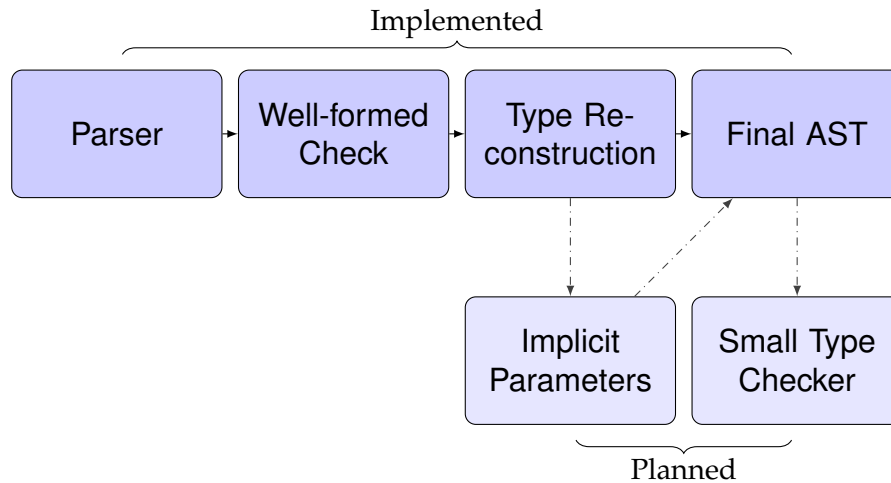 Implemented
Parser
Well-formed
Check
Type Re-
construction
Final AST
Implicit
Parameters
Small Type
Checker
Planned